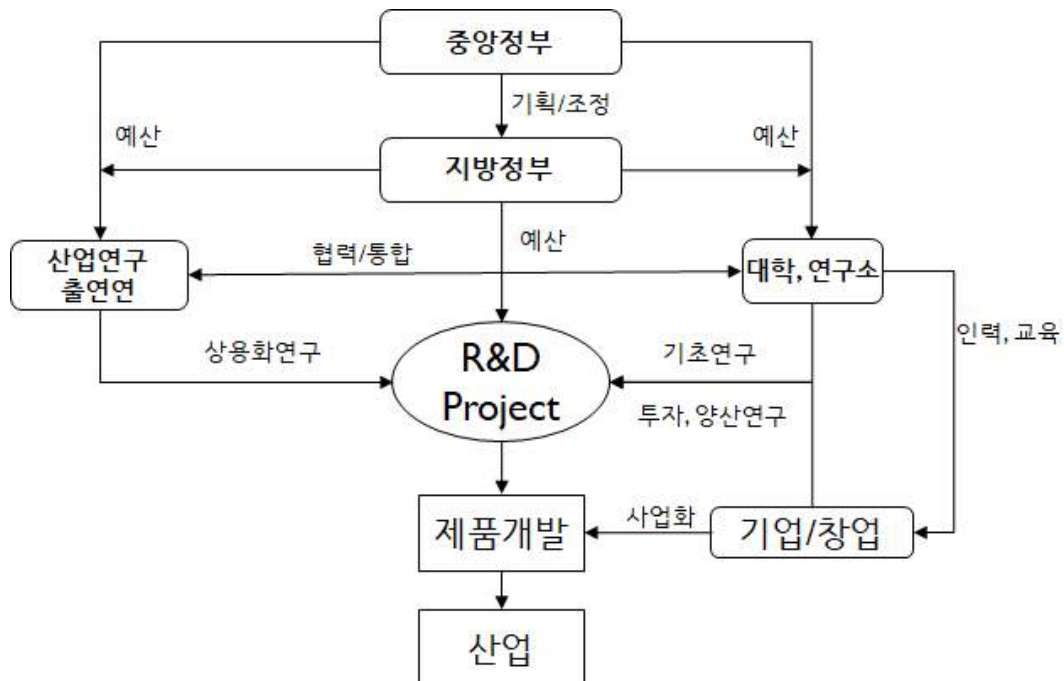 중앙정부
기획/조정
예산
예산
지방정부
예산
협력/통합
산업연구
출연연
대학, 연구소
인력, 교육
상용화연구
R&D
Project
기초연구
투자, 양산연구
제품개발
사업화
기업/창업
산업